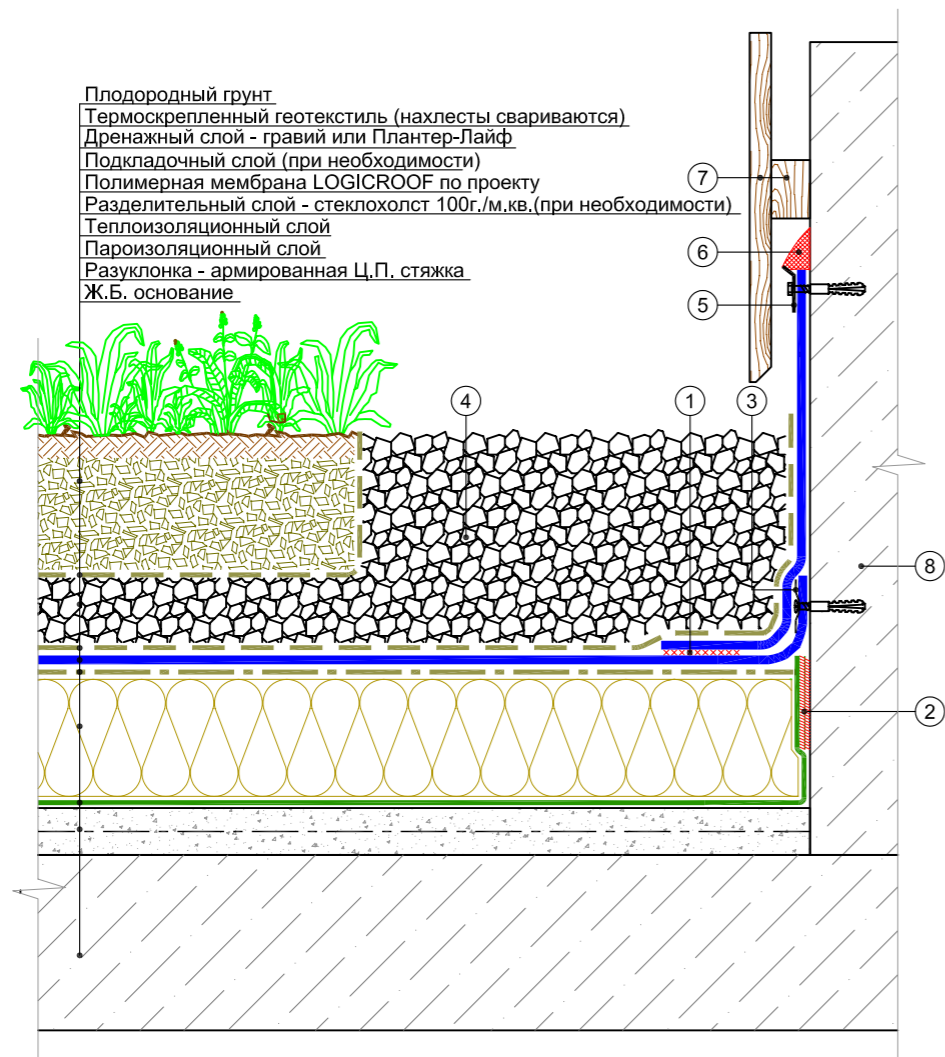 Плодородный грунт
Термоскрепленный геотекстиль (нахлесты свариваются)
Дренажный слой - гравий или Плантер-Лайф
Подкладочный слой (при необходимости)
Полимерная мембрана LOGICROOF по проекту
Разделительный слой - стеклохолст 100г./м.кв.(при необходимости)
Теплоизоляционный слой
Пароизоляционный слой
Разуклонка - армированная Ц.П. стяжка
Ж.Б. основание
7
6
5
4
1
3
8
2